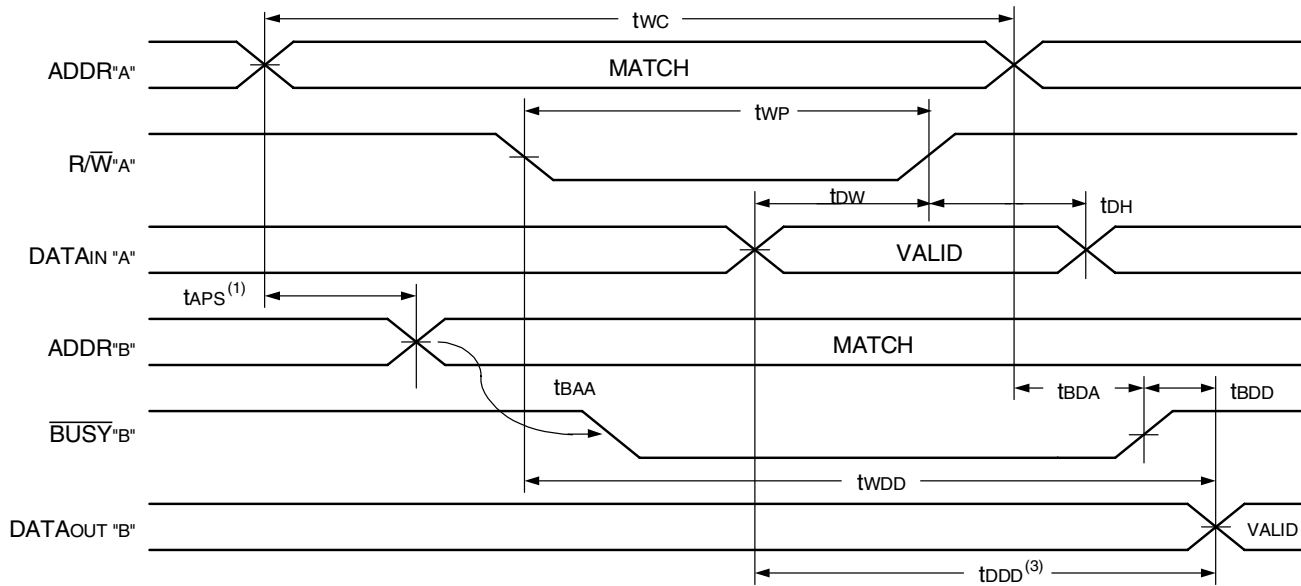 tWC
ADDR"A"
MATCH
tWP
R/W̅"A"
tDW
tDH
DATAIN "A"
VALID
tAPS(1)
ADDR"B"
MATCH
tBAA
tBDA
tBDD
B̅U̅S̅Y̅"B"
tWDD
DATAOUT "B"
VALID
tDDD(3)